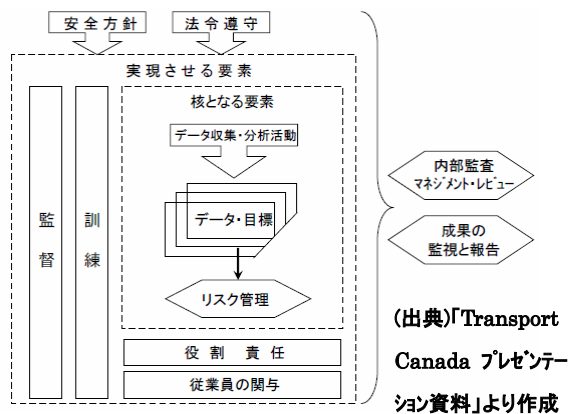 安全方針
法令遵守
実現させる要素
監督
訓練
核となる要素
データ収集・分析活動
データ・目標
リスク管理
役割 責任
従業員の関与
内部監査
マネジメント・レビュー
成果の
監視と報告
(出典)「Transport
Canada プレゼンテー
ション資料」より作成